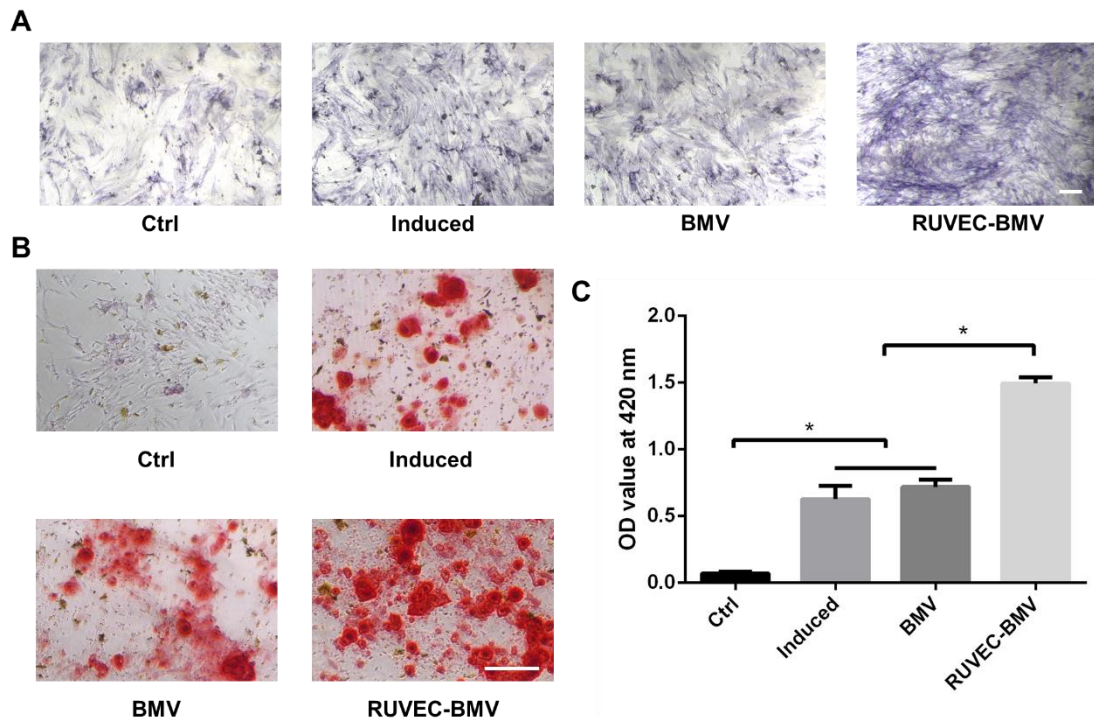 A
Ctrl
Induced
BMV
RUVEC-BMV
B
Ctrl
Induced
BMV
RUVEC-BMV
C
OD value at 420 nm
2.0
1.5
1.0
0.5
0.0
*
*
Ctrl
Induced
BMV
RUVEC-BMV